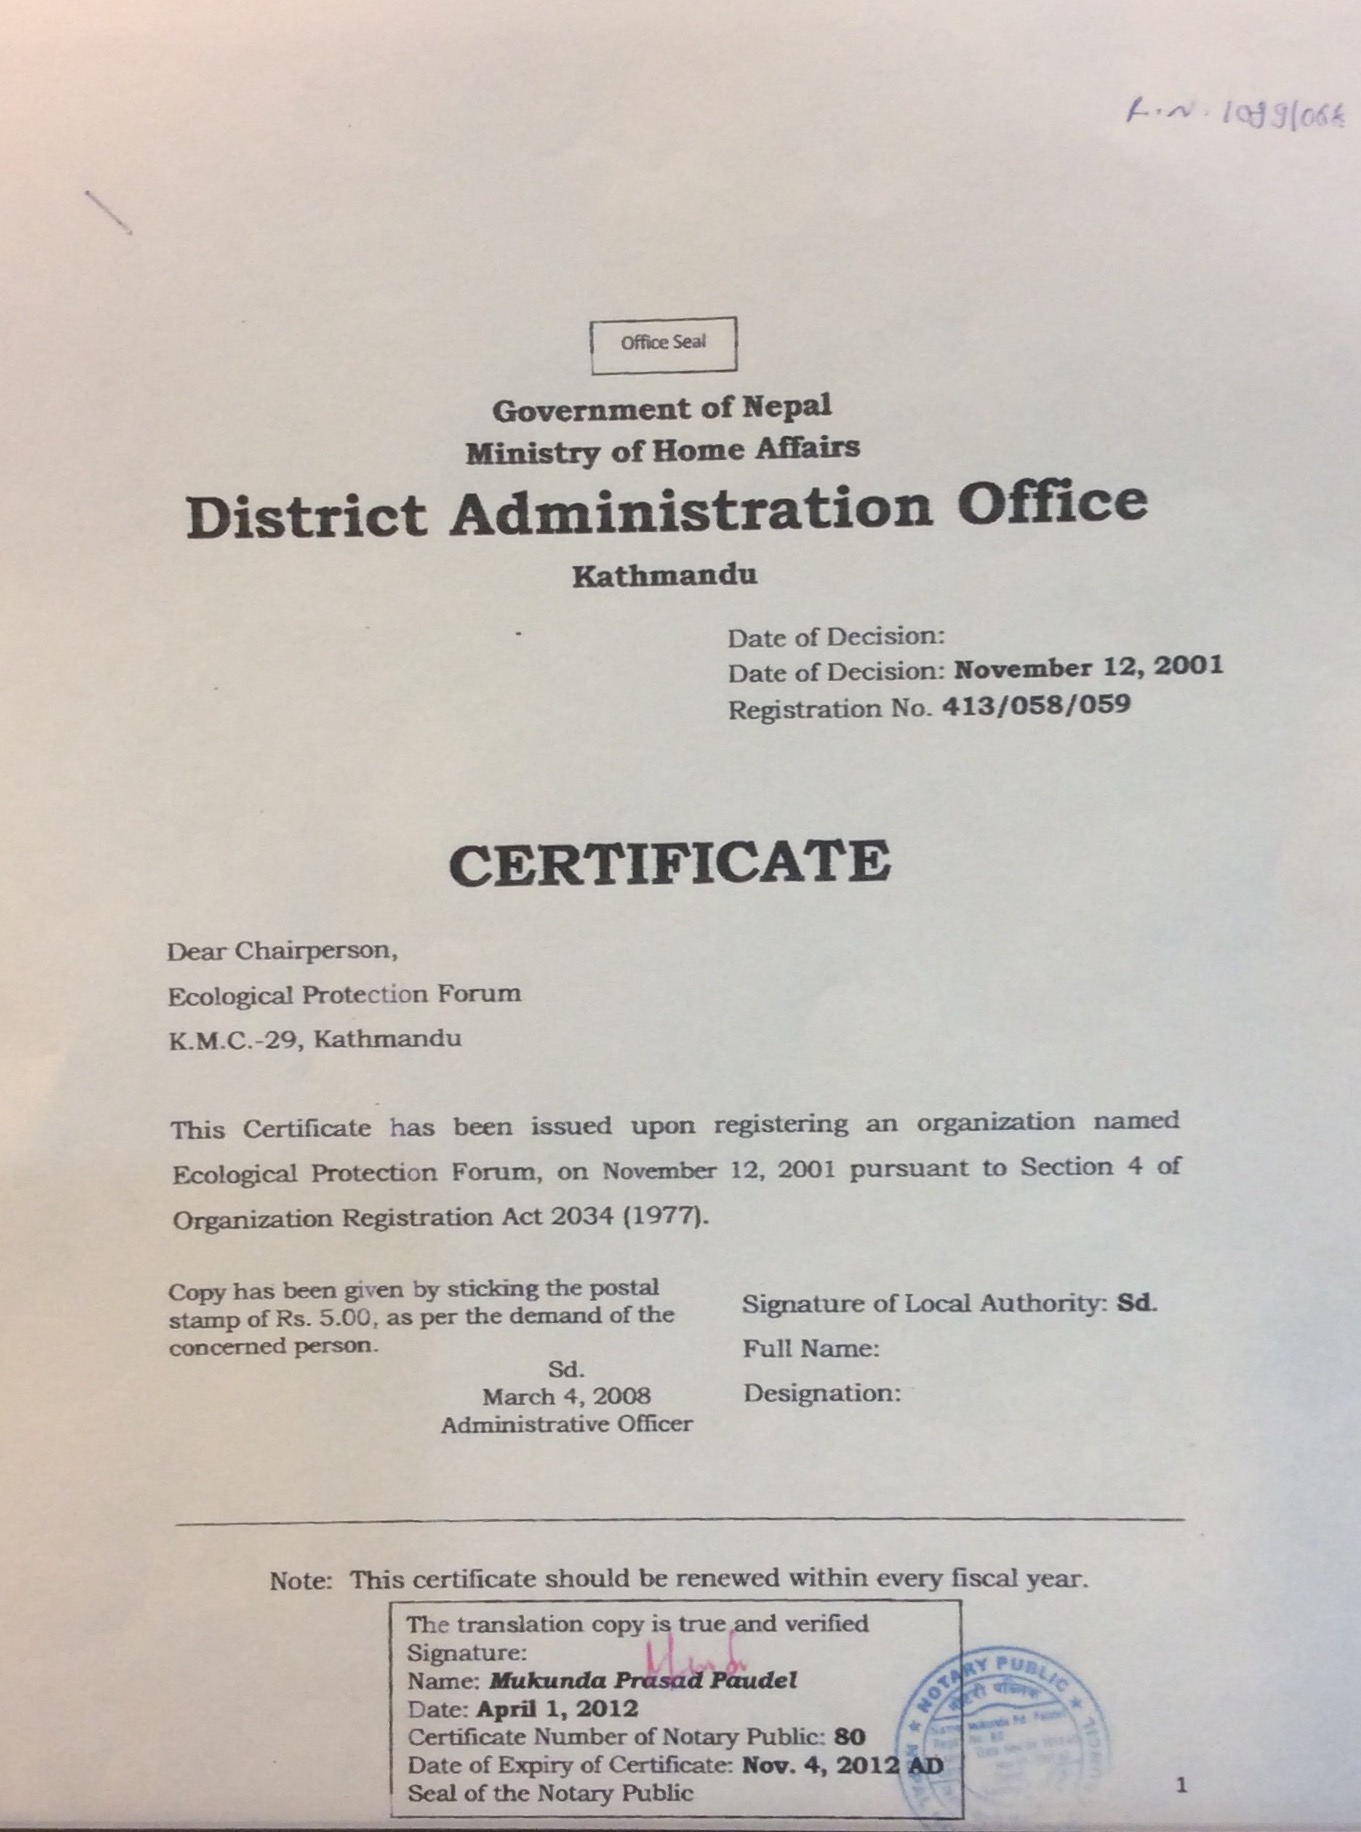 Office Seal
Government of Nepal
Ministry of Home Affairs
District Administration Office
Kathmandu
Date of Decision:
Date of Decision: November 12, 2001
Registration No. 413/058/059
CERTIFICATE
Dear Chairperson,
Ecological Protection Forum
K.M.C.-29, Kathmandu
This Certificate has been issued upon registering an organization named
Ecological Protection Forum, on November 12, 2001 pursuant to Section 4 of
Organization Registration Act 2034 (1977).
Copy has been given by sticking the postal
stamp of Rs. 5.00, as per the demand of the
concerned person.
Sd.
March 4, 2008
Administrative Officer
Signature of Local Authority: Sd.
Full Name:
Designation:
Note: This certificate should be renewed within every fiscal year.
The translation copy is true and verified
Signature:
Name: Mukunda Prasad Paudel
Date: April 1, 2012
Certificate Number of Notary Public: 80
Date of Expiry of Certificate: Nov. 4, 2012 AD
Seal of the Notary Public
NOTARY PUBLIC
नोटरी पब्लिक
1